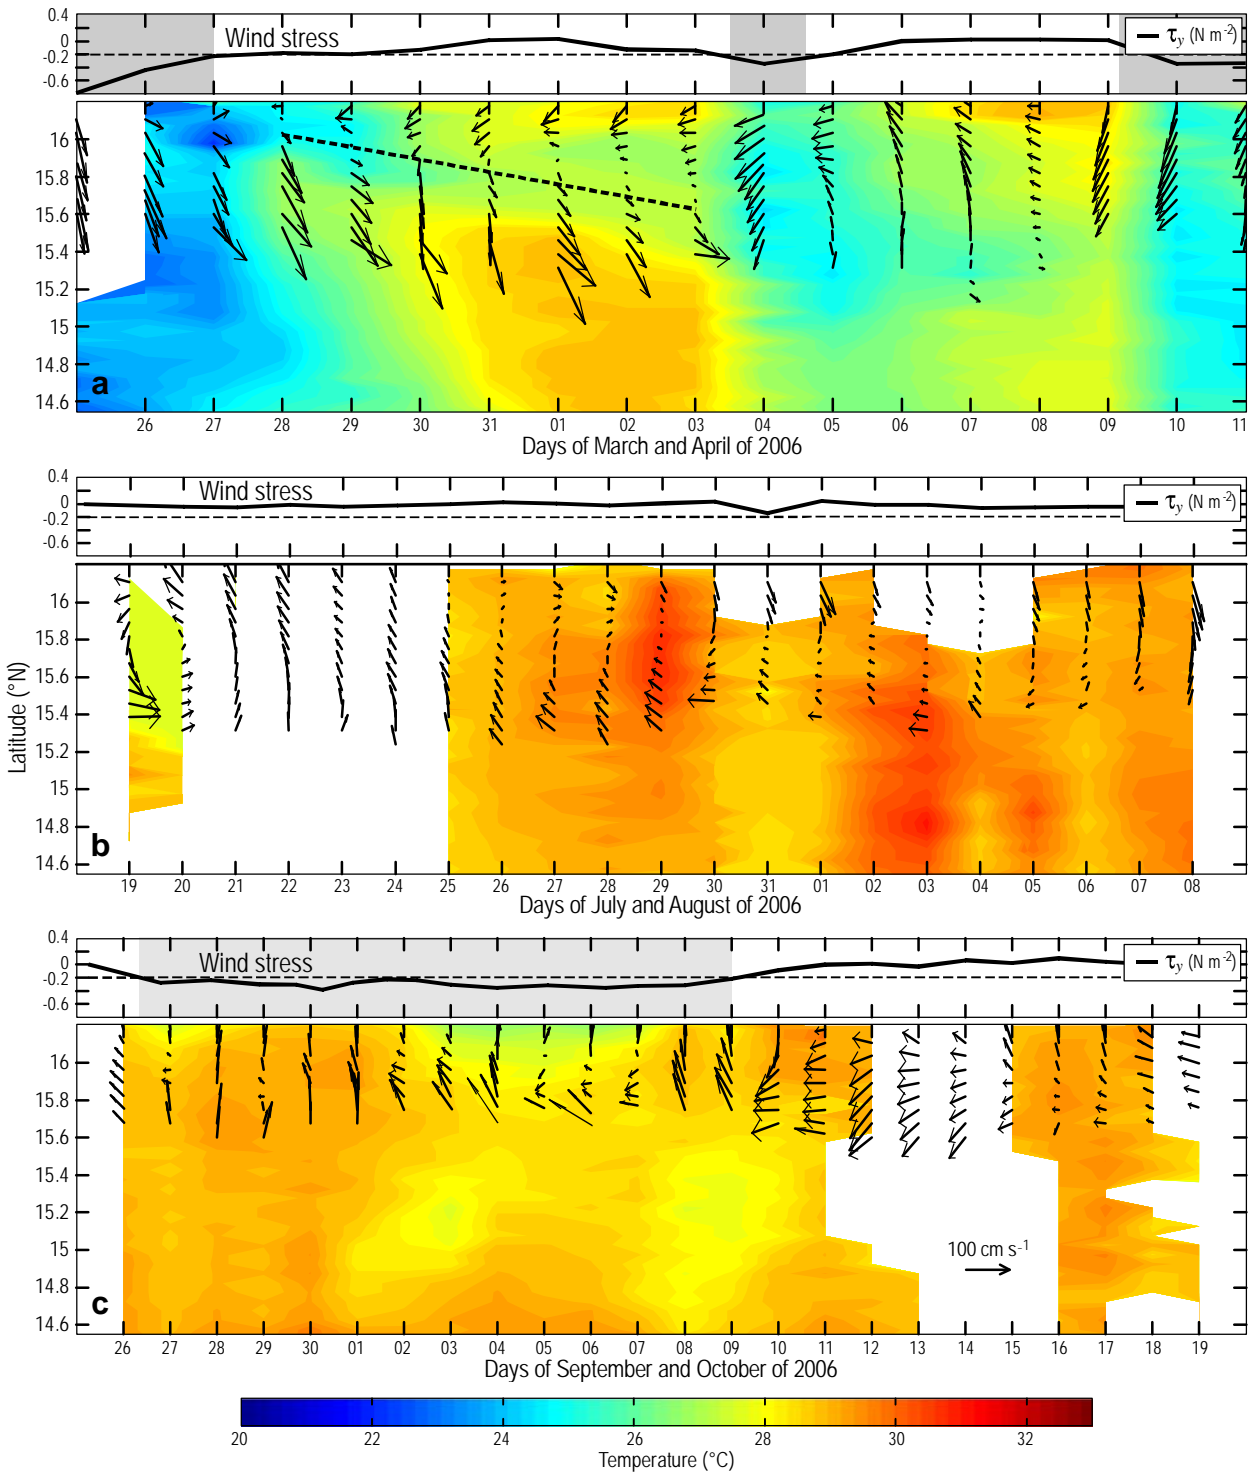 0.4
0
-0.2
-0.6
Wind stress
τy (N m-2)
16
15.8
15.6
15.4
15.2
15
14.8
14.6
a
26 27 28 29 30 31 01 02 03 04 05 06 07 08 09 10 11
Days of March and April of 2006
0.4
0
-0.2
-0.6
Wind stress
τy (N m-2)
16
15.8
15.6
15.4
15.2
15
14.8
14.6
Latitude (°N)
b
19 20 21 22 23 24 25 26 27 28 29 30 31 01 02 03 04 05 06 07 08
Days of July and August of 2006
0.4
0
-0.2
-0.6
Wind stress
τy (N m-2)
16
15.8
15.6
15.4
15.2
15
14.8
14.6
100 cm s-1
c
26 27 28 29 30 01 02 03 04 05 06 07 08 09 10 11 12 13 14 15 16 17 18 19
Days of September and October of 2006
20 22 24 26 28 30 32
Temperature (°C)